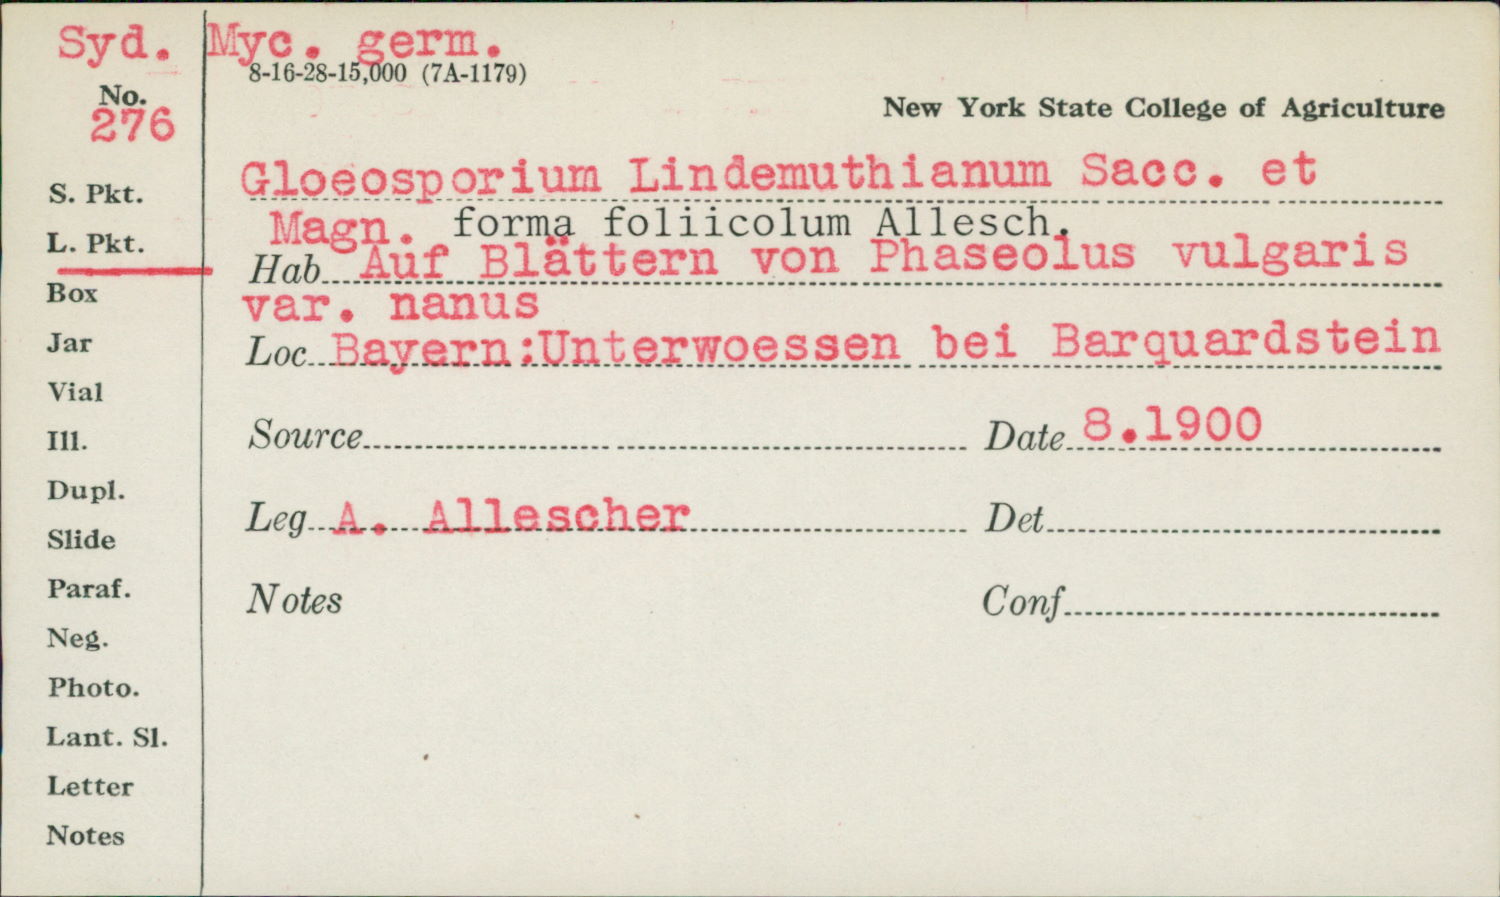 Syd. Myc. germ.
8-16-28-15,000 (7A-1179)
No.
276
New York State College of Agriculture
S. Pkt.
L. Pkt.
Box
Jar
Vial
Ill.
Dupl.
Slide
Paraf.
Neg.
Photo.
Lant. Sl.
Letter
Notes
Gloeosporium Lindemuthianum Sacc. et
Magn. forma foliicolum Allesch.
Hab. Auf Blättern von Phaseolus vulgaris
var. nanus
Loc. Bayern:Unterwoessen bei Barquardstein
Source Date 8.1900
Leg. A. Allescher Det.
Notes Conf.